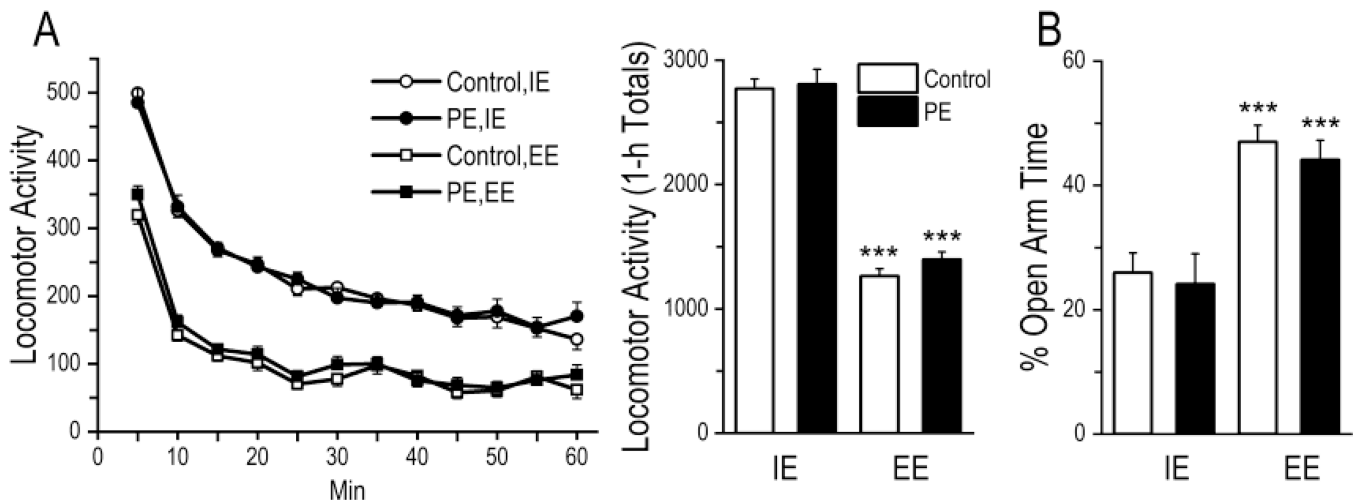 A
Locomotor Activity
500
400
300
200
100
0
0
10
20
30
40
50
60
Min
Control,IE
PE,IE
Control,EE
PE,EE
Locomotor Activity (1-h Totals)
3000
2000
1000
0
Control
PE
***
***
IE
EE
B
% Open Arm Time
60
40
20
0
***
***
IE
EE